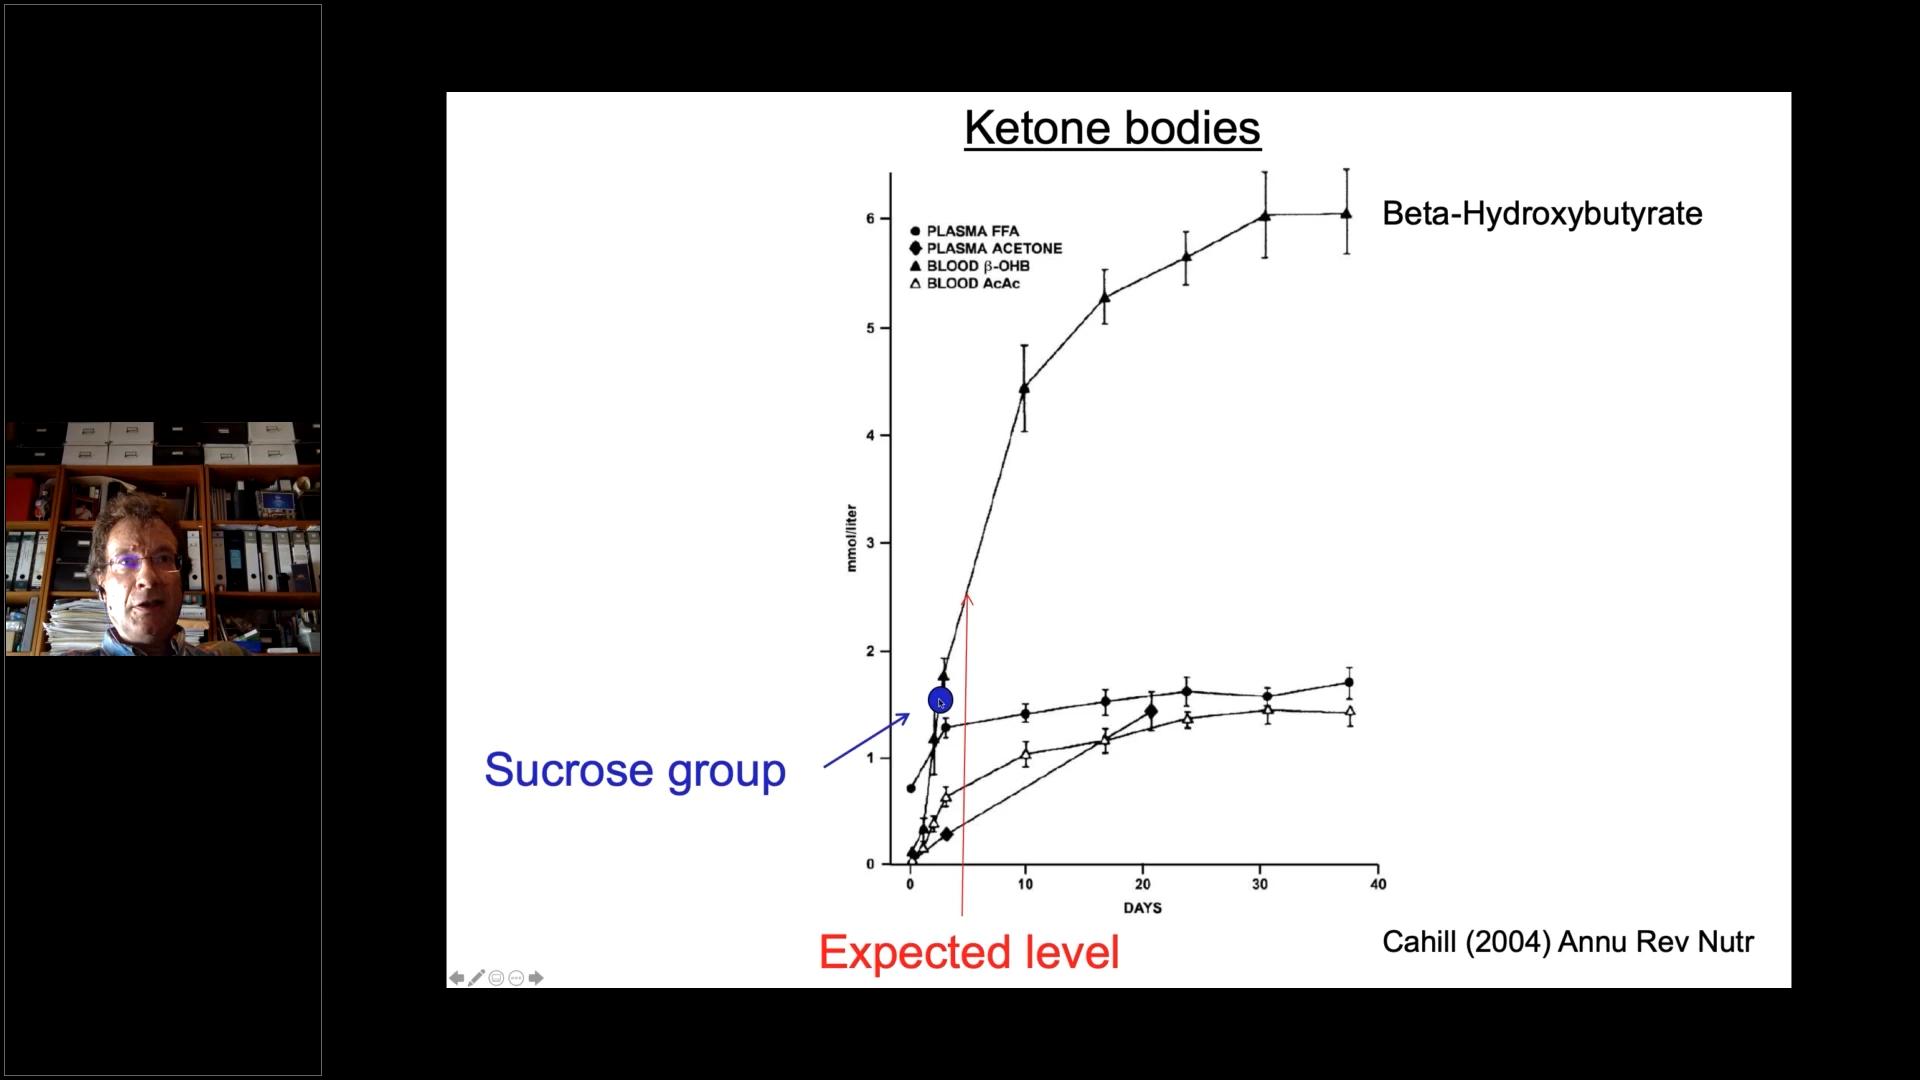 Ketone bodies
Beta-Hydroxybutyrate
PLASMA FFA
PLASMA ACETONE
BLOOD β-OHB
BLOOD AcAc
6
5
4
3
2
1
0
mmol/liter
0 10 20 30 40
DAYS
Sucrose group
Expected level
Cahill (2004) Annu Rev Nutr